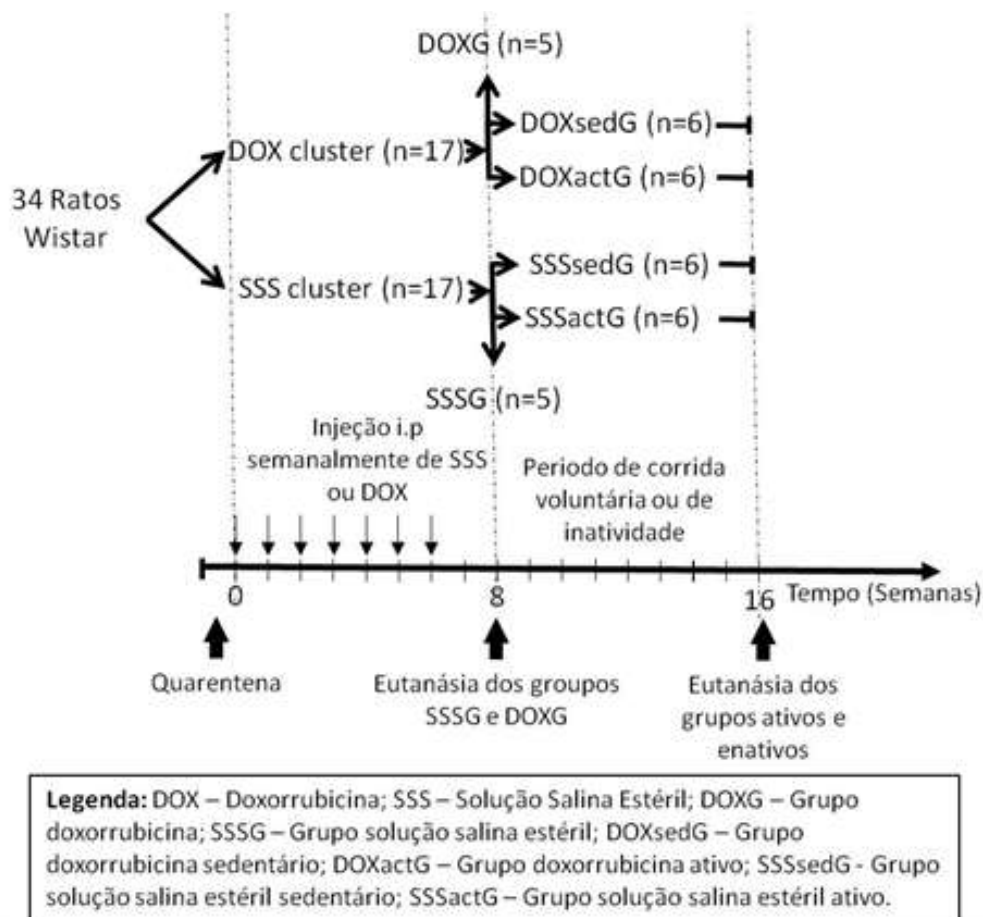 DOXG (n=5)
DOXsedG (n=6)
DOX cluster (n=17)
DOXactG (n=6)
34 Ratos
Wistar
SSSsedG (n=6)
SSS cluster (n=17)
SSSactG (n=6)
SSSG (n=5)
Injeção i.p
semanalmente de SSS
ou DOX
Periodo de corrida
voluntária ou de
inatividade
0
8
16
Tempo (Semanas)
Quarentena
Eutanásia dos groupos
SSSG e DOXG
Eutanásia dos
grupos ativos e
enativos
Legenda: DOX – Doxorrubicina; SSS – Solução Salina Estéril; DOXG – Grupo
doxorrubicina; SSSG – Grupo solução salina estéril; DOXsedG – Grupo
doxorrubicina sedentário; DOXactG – Grupo doxorrubicina ativo; SSSsedG - Grupo
solução salina estéril sedentário; SSSactG – Grupo solução salina estéril ativo.